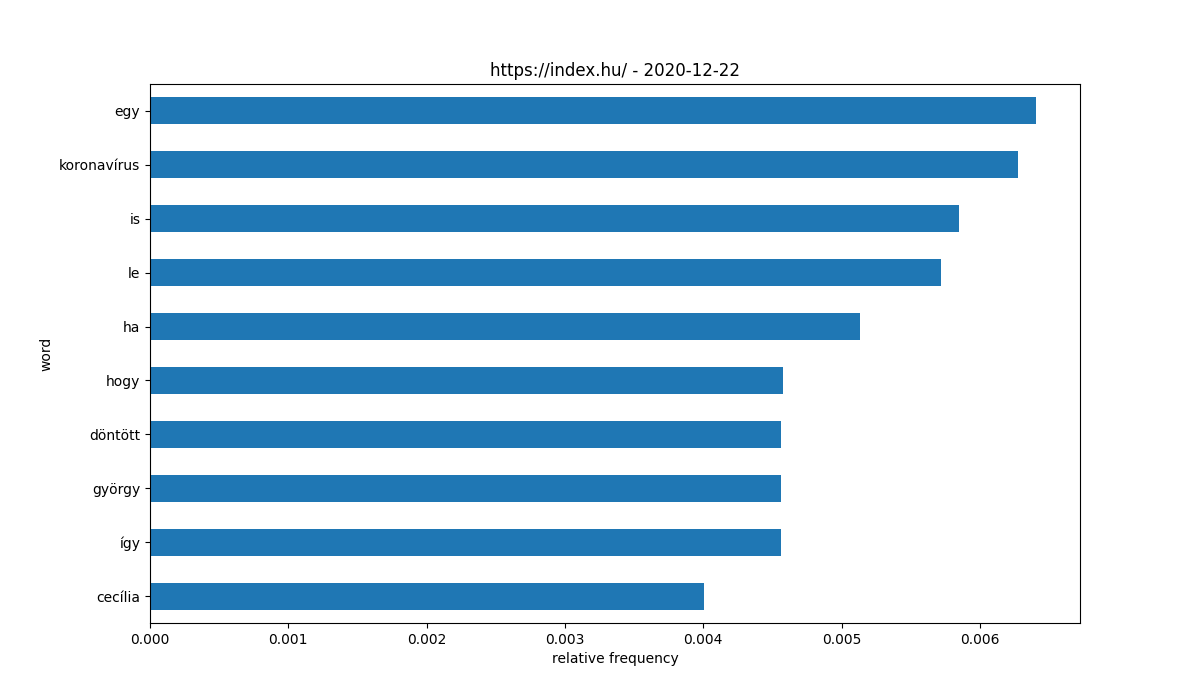 https://index.hu/ - 2020-12-22
egy
koronavírus
is
le
ha
hogy
döntött
györgy
így
cecília
word
0.000 0.001 0.002 0.003 0.004 0.005 0.006
relative frequency